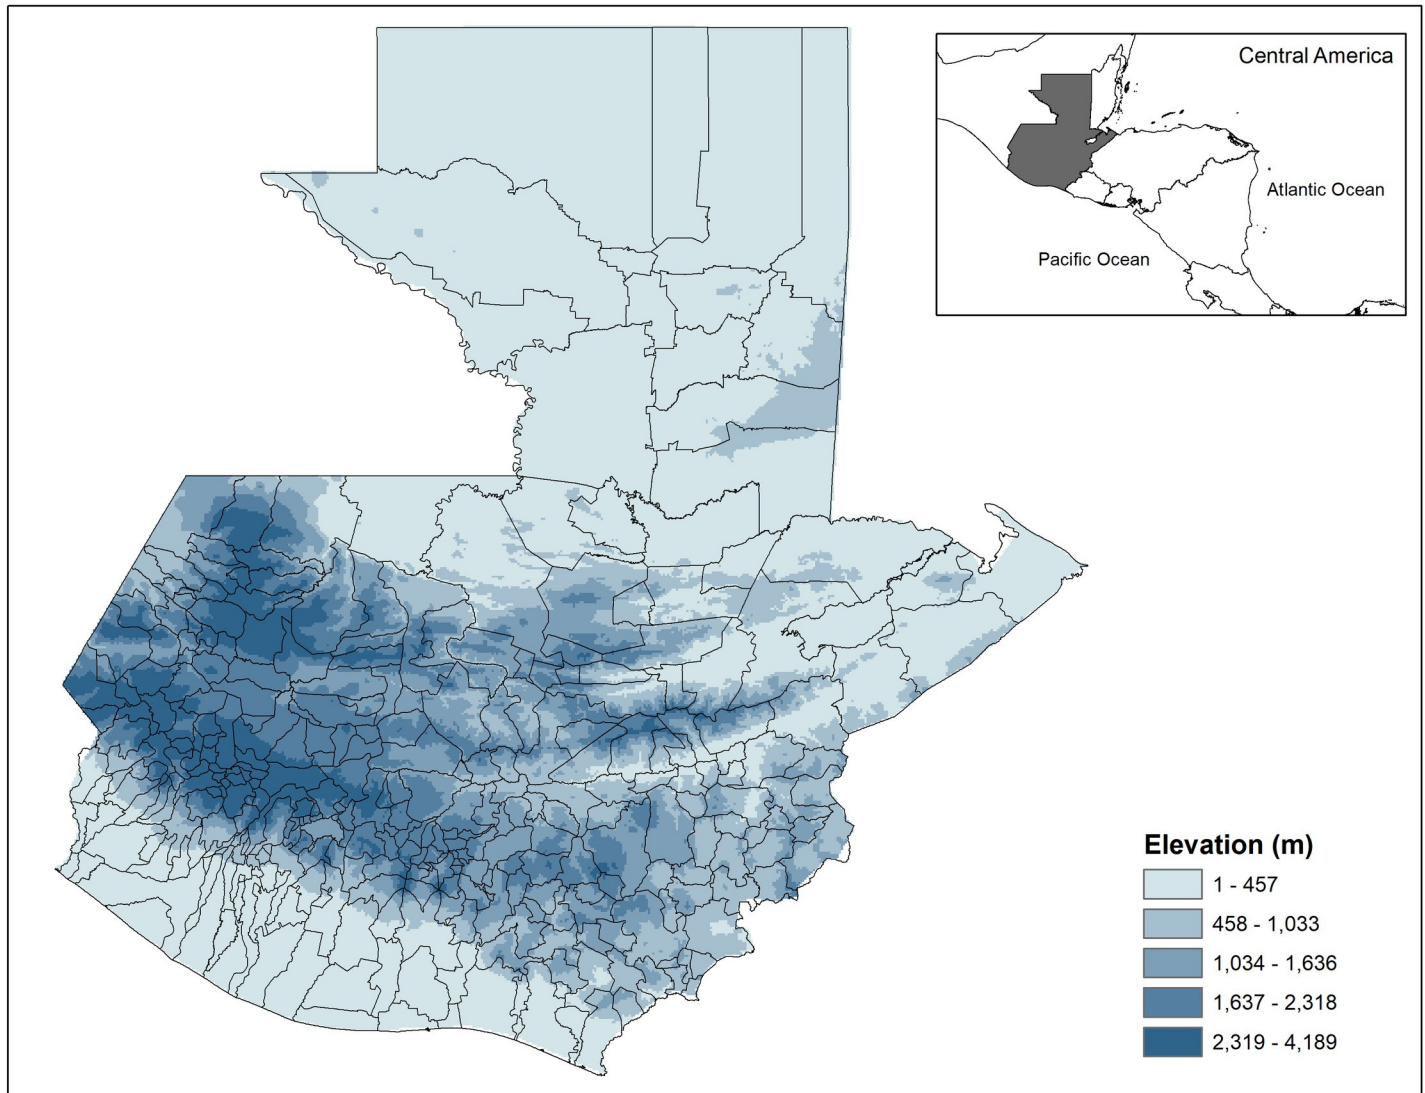 Central America
Atlantic Ocean
Pacific Ocean
Elevation (m)
1 - 457
458 - 1,033
1,034 - 1,636
1,637 - 2,318
2,319 - 4,189